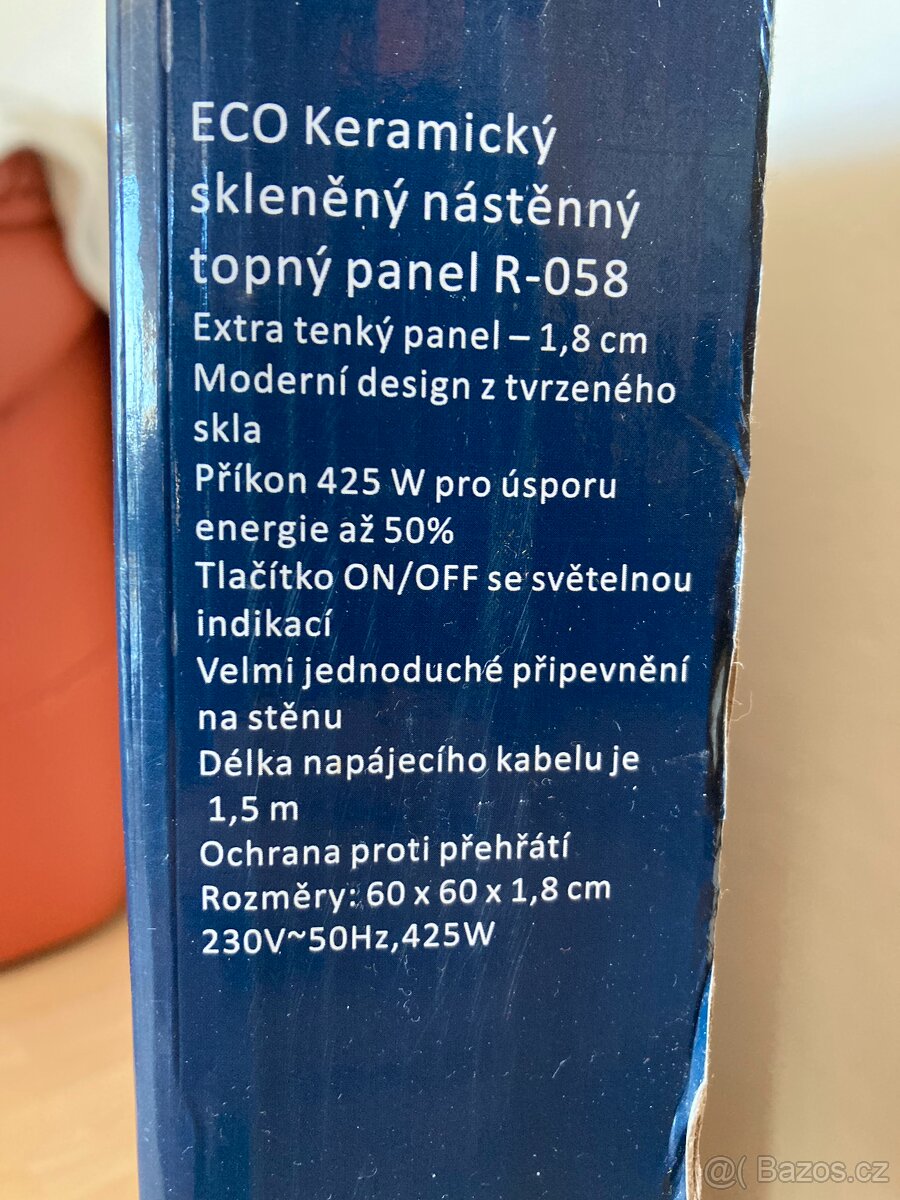 ECO Keramický
skleněný nástěnný
topný panel R-058
Extra tenký panel – 1,8 cm
Moderní design z tvrzeného
skla
Příkon 425 W pro úsporu
energie až 50%
Tlačítko ON/OFF se světelnou
indikací
Velmi jednoduché připevnění
na stěnu
Délka napájecího kabelu je
1,5 m
Ochrana proti přehřátí
Rozměry: 60 x 60 x 1,8 cm
230V~50Hz,425W
@( Bazos.cz